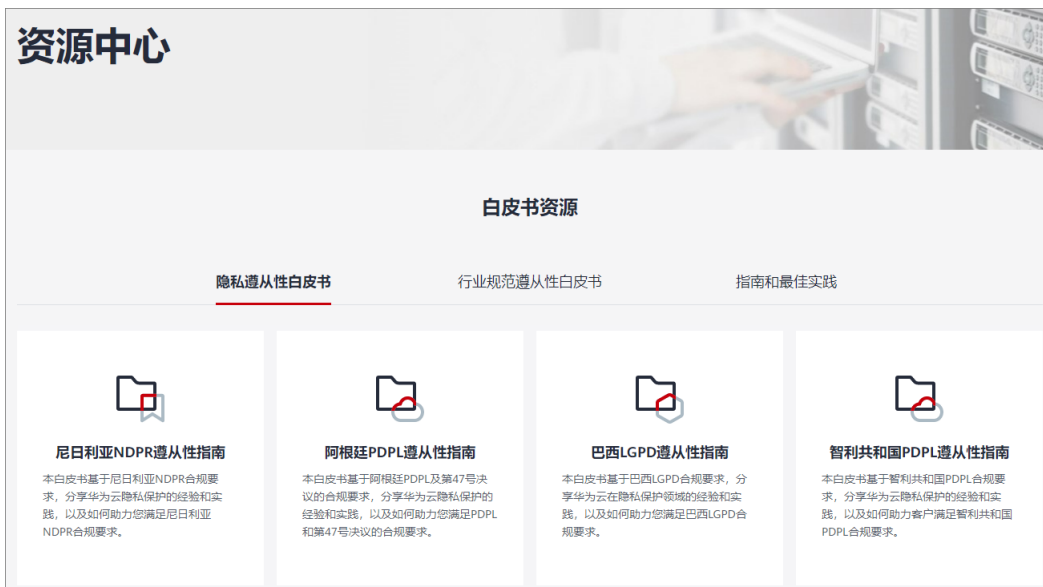 资源中心
白皮书资源
隐私遵从性白皮书
行业规范遵从性白皮书
指南和最佳实践
尼日利亚NDPR遵从性指南
本白皮书基于尼日利亚NDPR合规要
求，分享华为云隐私保护的经验和实
践，以及如何助力您满足尼日利亚
NDPR合规要求。
阿根廷PDPL遵从性指南
本白皮书基于阿根廷PDPL及第47号决
议的合规要求，分享华为云隐私保护的
经验和实践，以及如何助力您满足PDPL
和第47号决议的合规要求。
巴西LGPD遵从性指南
本白皮书基于巴西LGPD合规要求，分
享华为云在隐私保护领域的经验和实
践，以及如何助力您满足巴西LGPD合
规要求。
智利共和国PDPL遵从性指南
本白皮书基于智利共和国PDPL合规要
求，分享华为云隐私保护的经验和实
践，以及如何助力客户满足智利共和国
PDPL合规要求。